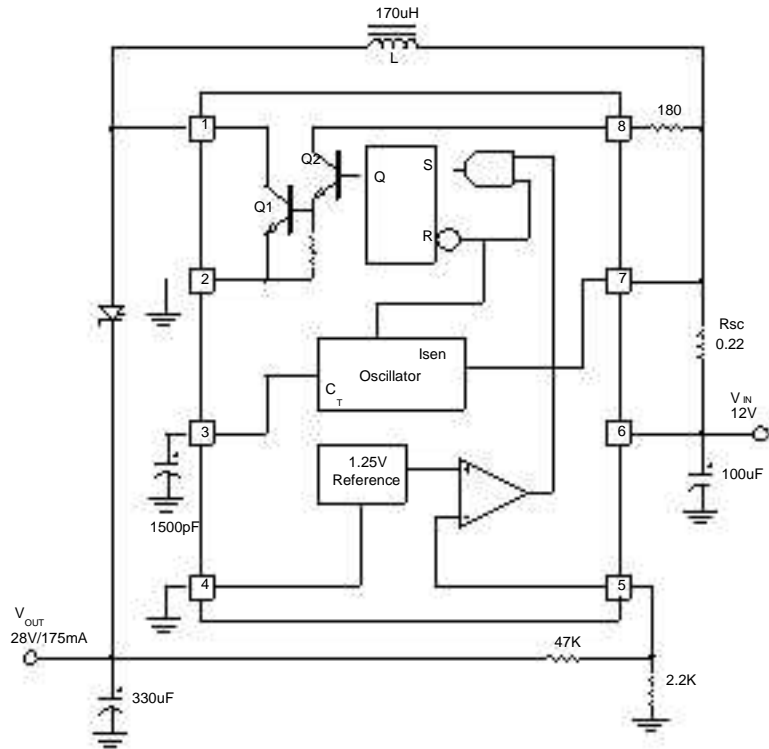 170uH
L
1
8
180
Q2
Q
S
Q1
R
2
7
Isen
Oscillator
C
T
Rsc
0.22
V IN
12V
3
6
1.25V
Reference
+
-
100uF
1500pF
4
5
V OUT
28V/175mA
47K
2.2K
330uF